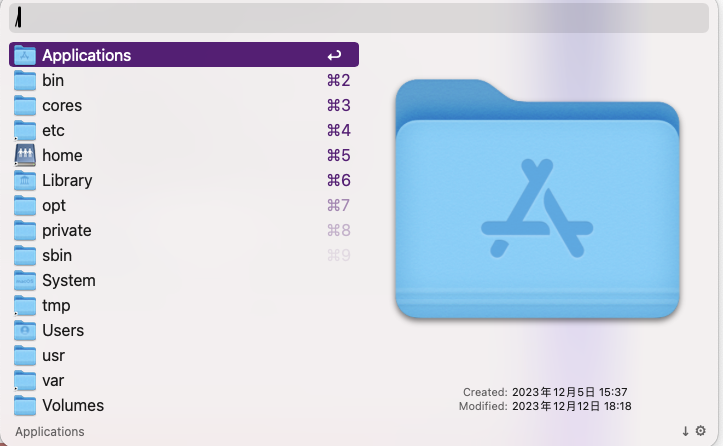 /
Applications ↩
bin ⌘2
cores ⌘3
etc ⌘4
home ⌘5
Library ⌘6
opt ⌘7
private ⌘8
sbin ⌘9
System
tmp
Users
usr
var
Volumes
Created: 2023年12月5日 15:37
Modified: 2023年12月12日 18:18
Applications